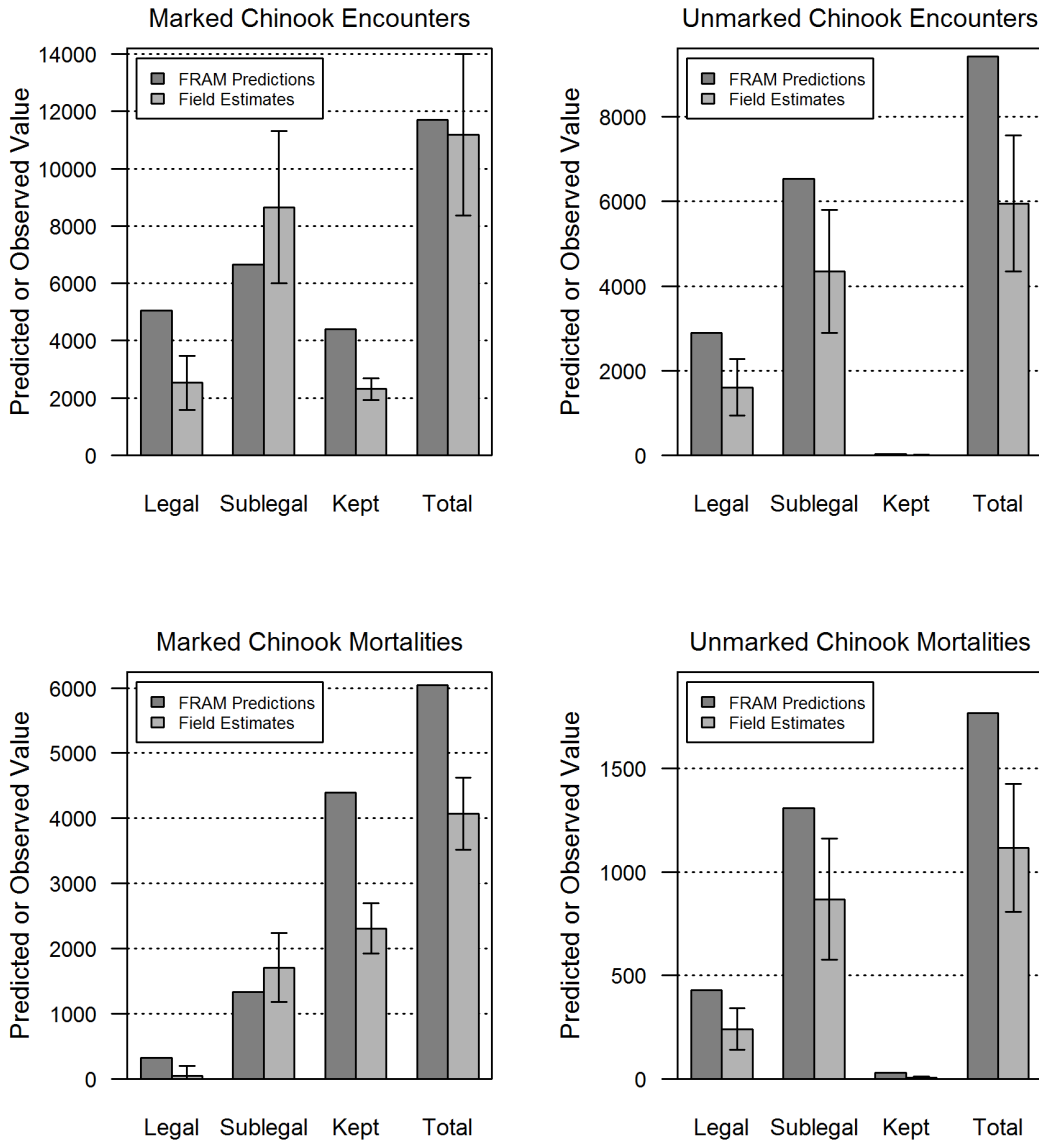 Marked Chinook Encounters
Predicted or Observed Value
14000
12000
10000
8000
6000
4000
2000
0
FRAM Predictions
Field Estimates
Legal Sublegal Kept Total
Unmarked Chinook Encounters
Predicted or Observed Value
8000
6000
4000
2000
0
FRAM Predictions
Field Estimates
Legal Sublegal Kept Total
Marked Chinook Mortalities
Predicted or Observed Value
6000
5000
4000
3000
2000
1000
0
FRAM Predictions
Field Estimates
Legal Sublegal Kept Total
Unmarked Chinook Mortalities
Predicted or Observed Value
1500
1000
500
0
FRAM Predictions
Field Estimates
Legal Sublegal Kept Total